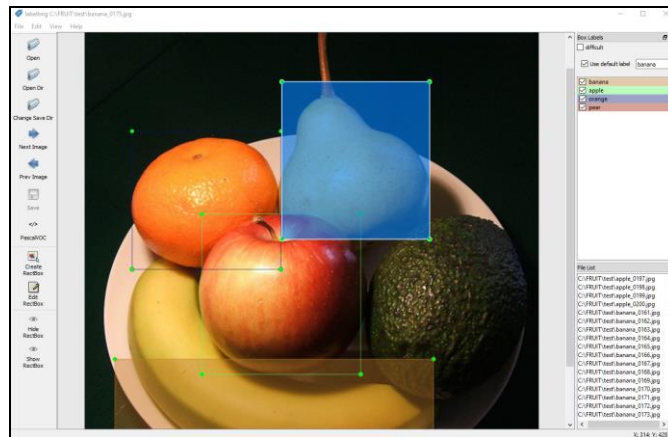 labelImg C:\FRUIT\test\banana_0173.jpg
File Edit View Help
Open
Open Dir
Change Save Dir
Next Image
Prev Image
Save
</>
PascalVOC
Create
RectBox
Edit
RectBox
Hide
RectBox
Show
RectBox
Box Labels
difficult
Use default label banana
banana
apple
orange
pear
File List
C:\FRUIT\test\apple_0197.jpg
C:\FRUIT\test\apple_0198.jpg
C:\FRUIT\test\apple_0199.jpg
C:\FRUIT\test\apple_0200.jpg
C:\FRUIT\test\banana_0161.jpg
C:\FRUIT\test\banana_0162.jpg
C:\FRUIT\test\banana_0163.jpg
C:\FRUIT\test\banana_0164.jpg
C:\FRUIT\test\banana_0165.jpg
C:\FRUIT\test\banana_0166.jpg
C:\FRUIT\test\banana_0167.jpg
C:\FRUIT\test\banana_0168.jpg
C:\FRUIT\test\banana_0169.jpg
C:\FRUIT\test\banana_0170.jpg
C:\FRUIT\test\banana_0171.jpg
C:\FRUIT\test\banana_0172.jpg
C:\FRUIT\test\banana_0173.jpg